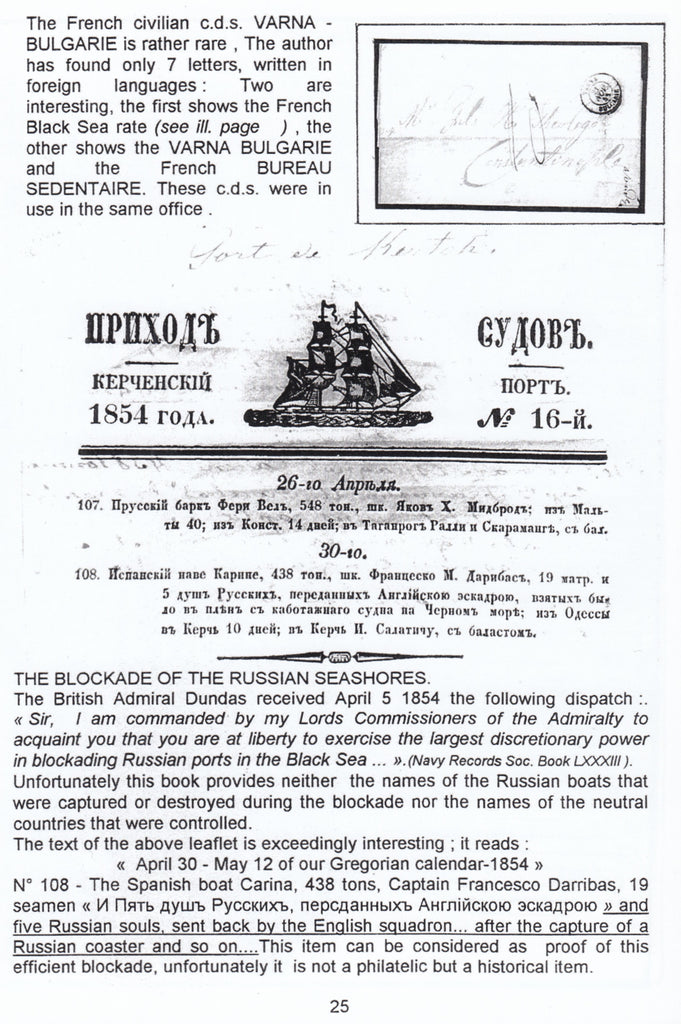 The French civilian c.d.s. VARNA -
BULGARIE is rather rare , The author
has found only 7 letters, written in
foreign languages : Two are
interesting, the first shows the French
Black Sea rate (see ill. page ) , the
other shows the VARNA BULGARIE
and the French BUREAU
SEDENTAIRE. These c.d.s. were in
use in the same office .
Constantinople
Port de Kertch.
ПРИХОДЪ СУДОВЪ.
КЕРЧЕНСКІЙ ПОРТЪ.
1854 ГОДА. № 16-й.
26-го Апрѣля.
107. Прусскій баркъ Фери Велъ, 548 тон., шк. Яковъ Х. Мидбродъ; изъ Маль-
ты 40; изъ Конст. 14 дней; въ Таганрогъ Ралли и Скарамангѣ, съ бал.
30-го.
108. Испанскій наве Карине, 438 тон., шк. Франческо М. Дарибасъ, 19 матр. и
5 душъ Русскихъ, переданныхъ Англійскою эскадрою, взятыхъ бы-
ло въ плѣнъ съ каботажнаго судна на Черномъ морѣ; изъ Одессы
въ Керчь 10 дней; въ Керчь И. Салатичу, съ баластомъ.
THE BLOCKADE OF THE RUSSIAN SEASHORES.
The British Admiral Dundas received April 5 1854 the following dispatch :.
« Sir, I am commanded by my Lords Commissioners of the Admiralty to
acquaint you that you are at liberty to exercise the largest discretionary power
in blockading Russian ports in the Black Sea ... ».(Navy Records Soc. Book LXXXIII ).
Unfortunately this book provides neither the names of the Russian boats that
were captured or destroyed during the blockade nor the names of the neutral
countries that were controlled.
The text of the above leaflet is exceedingly interesting ; it reads :
« April 30 - May 12 of our Gregorian calendar-1854 »
N° 108 - The Spanish boat Carina, 438 tons, Captain Francesco Darribas, 19
seamen « И Пять душъ Русскихъ, персданныхъ Английскою эскадрою » and
five Russian souls, sent back by the English squadron... after the capture of a
Russian coaster and so on....This item can be considered as proof of this
efficient blockade, unfortunately it is not a philatelic but a historical item.
25